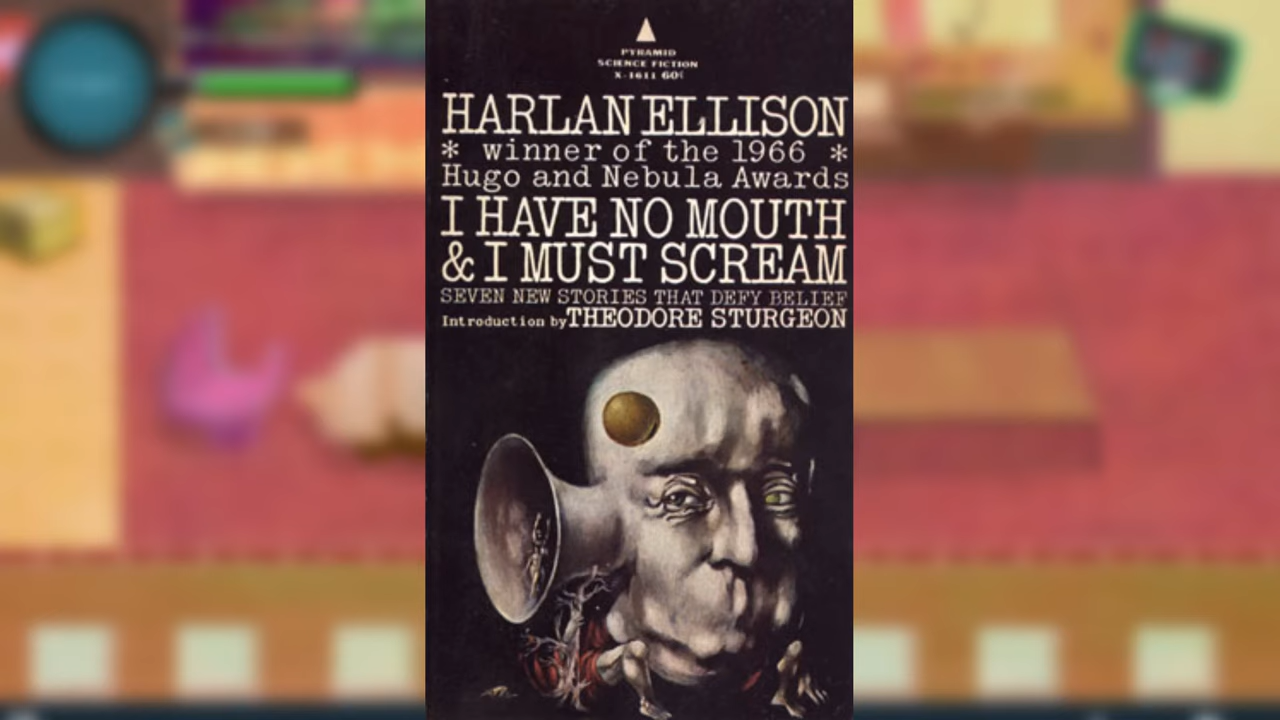 PYRAMID
SCIENCE FICTION
X-1611 60¢
HARLAN ELLISON
* winner of the 1966 *
Hugo and Nebula Awards
I HAVE NO MOUTH
& I MUST SCREAM
SEVEN NEW STORIES THAT DEFY BELIEF
Introduction by THEODORE STURGEON